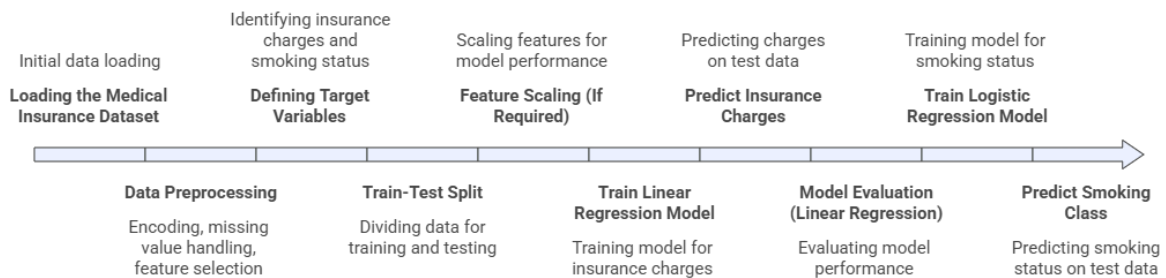 Initial data loading
Loading the Medical
Insurance Dataset
Data Preprocessing
Encoding, missing
value handling,
feature selection
Identifying insurance
charges and
smoking status
Defining Target
Variables
Train-Test Split
Dividing data for
training and testing
Scaling features for
model performance
Feature Scaling (If
Required)
Train Linear
Regression Model
Training model for
insurance charges
Predicting charges
on test data
Predict Insurance
Charges
Model Evaluation
(Linear Regression)
Evaluating model
performance
Training model for
smoking status
Train Logistic
Regression Model
Predict Smoking
Class
Predicting smoking
status on test data